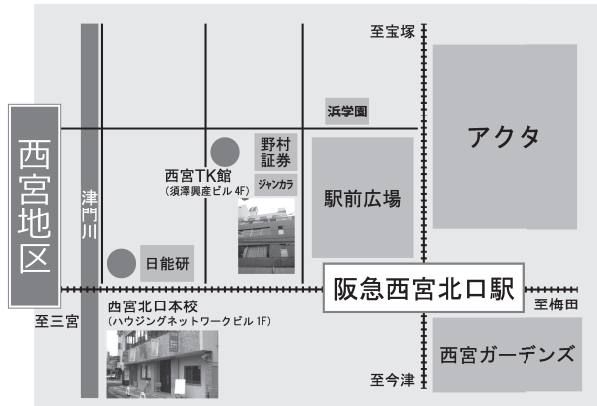 西宮地区
至宝塚
浜学園
アクタ
野村
証券
西宮TK館
(須澤興産ビル4F)
ジャンカラ
駅前広場
津門川
日能研
阪急西宮北口駅
至梅田
至三宮
西宮北口本校
(ハウジングネットワークビル1F)
西宮ガーデンズ
至今津